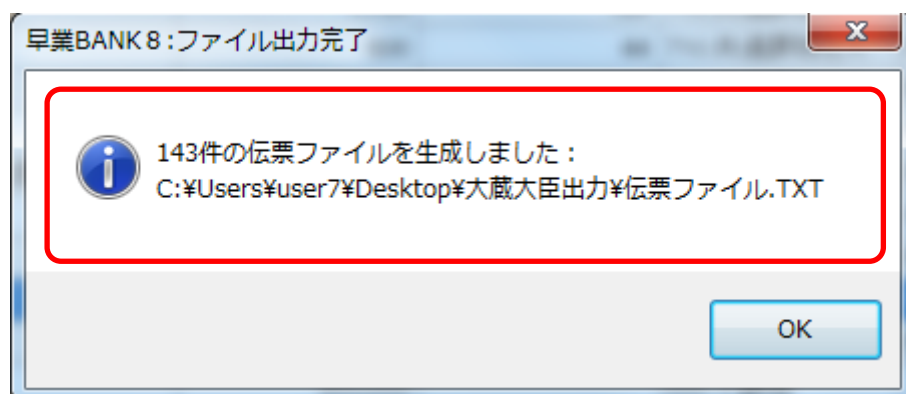 早業BANK 8 :ファイル出力完了
143件の伝票ファイルを生成しました：
C:¥Users¥user7¥Desktop¥大蔵大臣出力¥伝票ファイル.TXT
OK